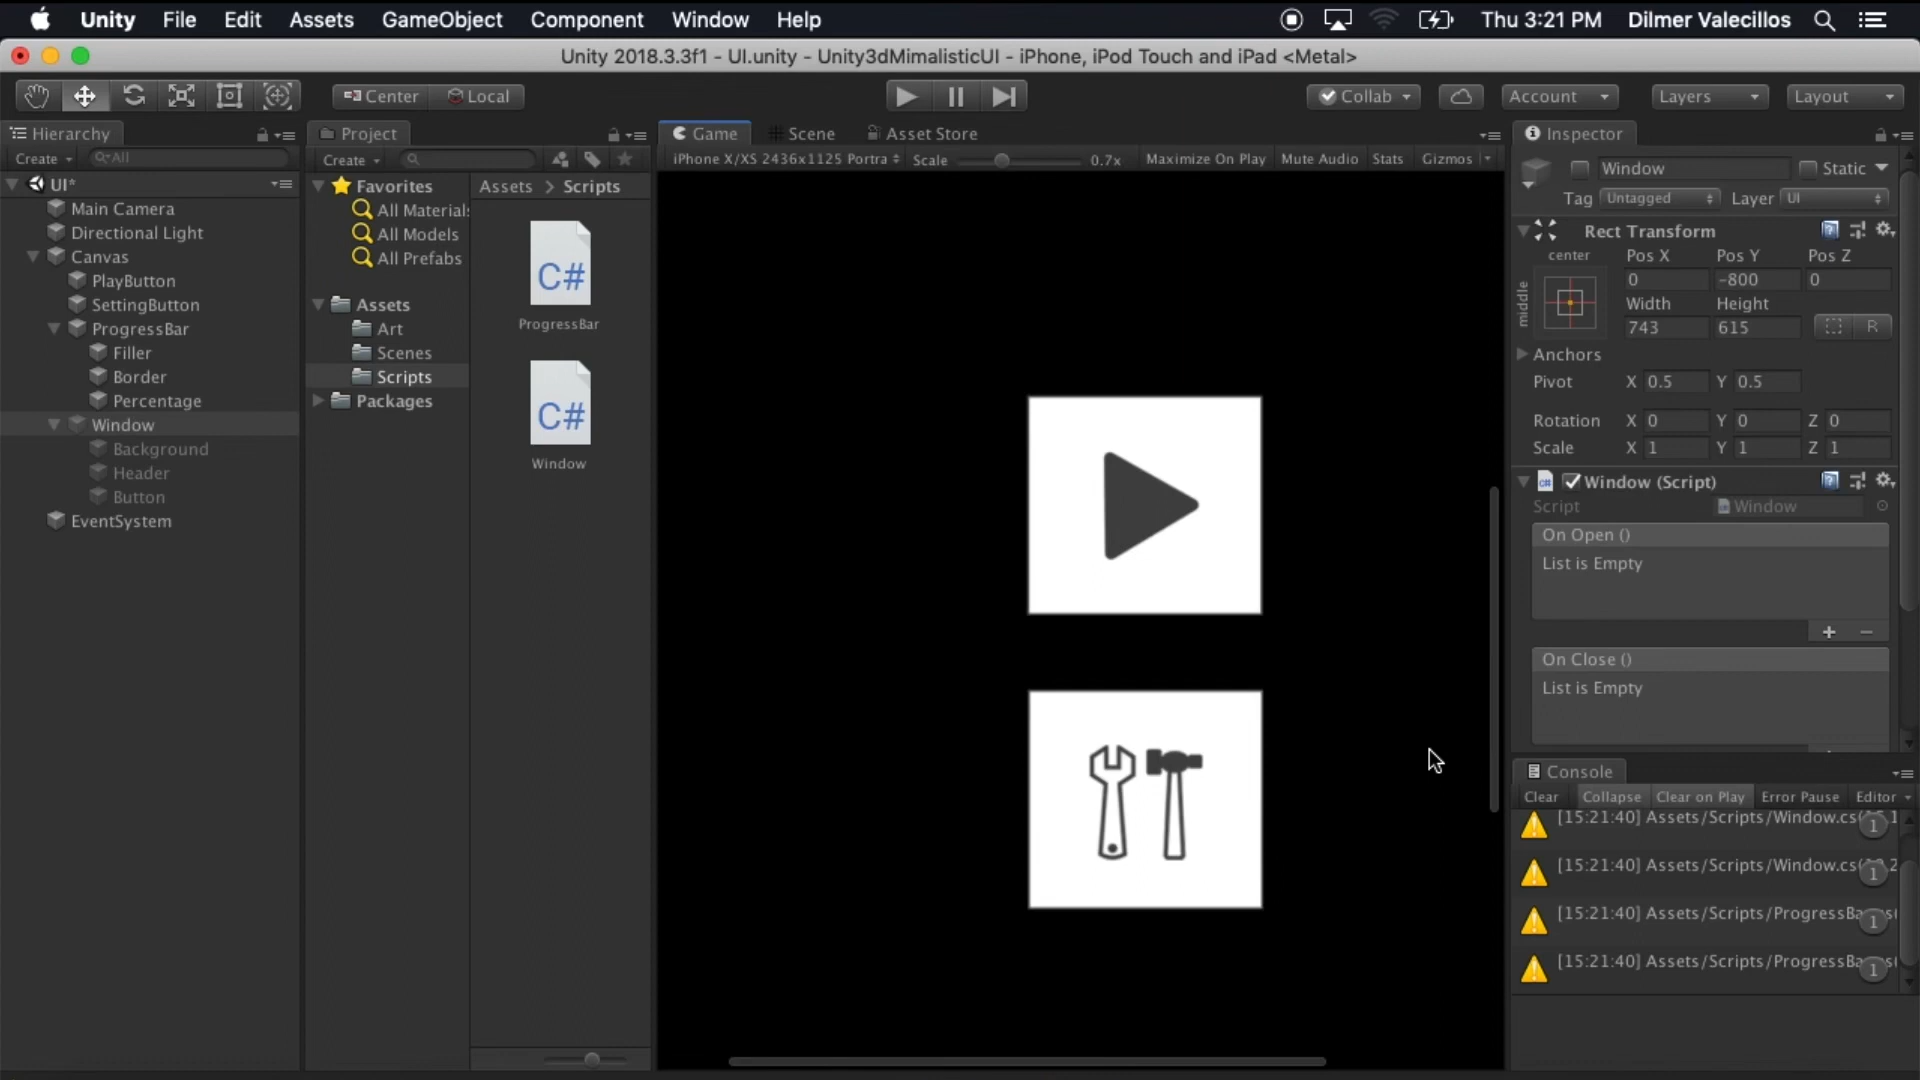 Unity File Edit Assets GameObject Component Window Help Thu 3:21 PM Dilmer Valecillos
Unity 2018.3.3f1 - UI.unity - Unity3dMimalisticUI - iPhone, iPod Touch and iPad <Metal>
Center Local Collab Account Layers Layout
Hierarchy
Create All
UI*
Main Camera
Directional Light
Canvas
PlayButton
SettingButton
ProgressBar
Filler
Border
Percentage
Window
Background
Header
Button
EventSystem
Project
Create
Favorites
All Materials
All Models
All Prefabs
Assets
Art
Scenes
Scripts
Packages
Assets > Scripts
C#
ProgressBar
C#
Window
Game Scene Asset Store
iPhone X/XS 2436x1125 Portra Scale 0.7x Maximize On Play Mute Audio Stats Gizmos
Inspector
Window Static
Tag Untagged Layer UI
Rect Transform
center Pos X Pos Y Pos Z
0 -800 0
middle
Width Height
743 615 R
Anchors
Pivot X 0.5 Y 0.5
Rotation X 0 Y 0 Z 0
Scale X 1 Y 1 Z 1
Window (Script)
Script Window
On Open ()
List is Empty
+ −
On Close ()
List is Empty
Console
Clear Collapse Clear on Play Error Pause Editor
[15:21:40] Assets/Scripts/Window.cs( 1
[15:21:40] Assets/Scripts/Window.cs( 1
[15:21:40] Assets/Scripts/ProgressBa 1
[15:21:40] Assets/Scripts/ProgressBa 1